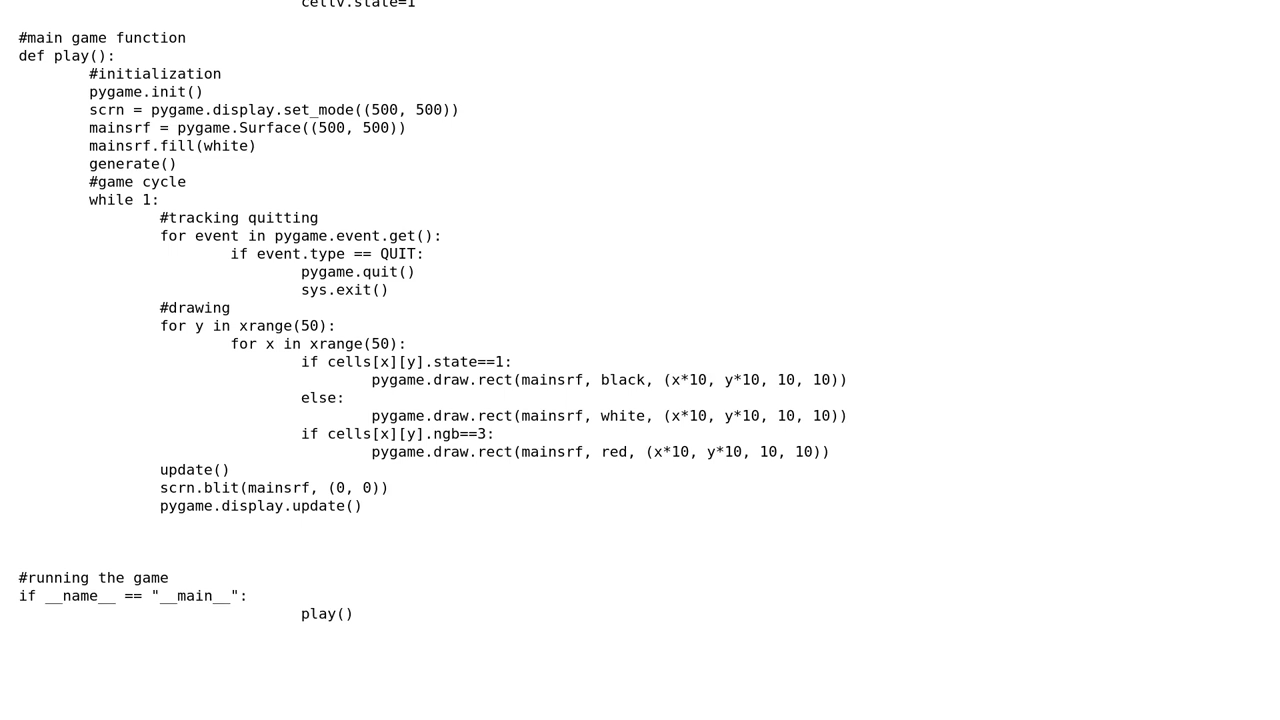 cellv.state=1
#main game function
def play():
        #initialization
        pygame.init()
        scrn = pygame.display.set_mode((500, 500))
        mainsrf = pygame.Surface((500, 500))
        mainsrf.fill(white)
        generate()
        #game cycle
        while 1:
                #tracking quitting
                for event in pygame.event.get():
                        if event.type == QUIT:
                                pygame.quit()
                                sys.exit()
                #drawing
                for y in xrange(50):
                        for x in xrange(50):
                                if cells[x][y].state==1:
                                        pygame.draw.rect(mainsrf, black, (x*10, y*10, 10, 10))
                                else:
                                        pygame.draw.rect(mainsrf, white, (x*10, y*10, 10, 10))
                                if cells[x][y].ngb==3:
                                        pygame.draw.rect(mainsrf, red, (x*10, y*10, 10, 10))
                update()
                scrn.blit(mainsrf, (0, 0))
                pygame.display.update()
#running the game
if __name__ == "__main__":
                                play()